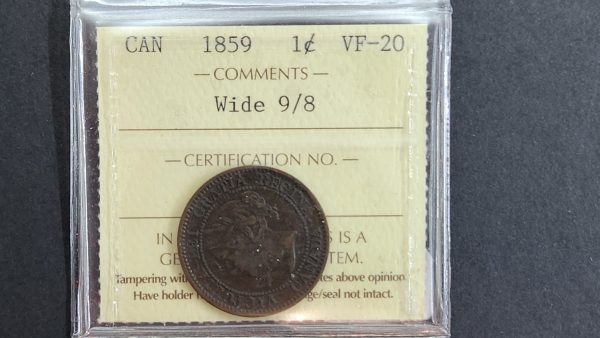 CAN 1859 1¢ VF-20
— COMMENTS —
Wide 9/8
— CERTIFICATION NO. —
IN S IS A
GE TEM.
Tampering wit tes above opinion
Have holder ge/seal not intact.